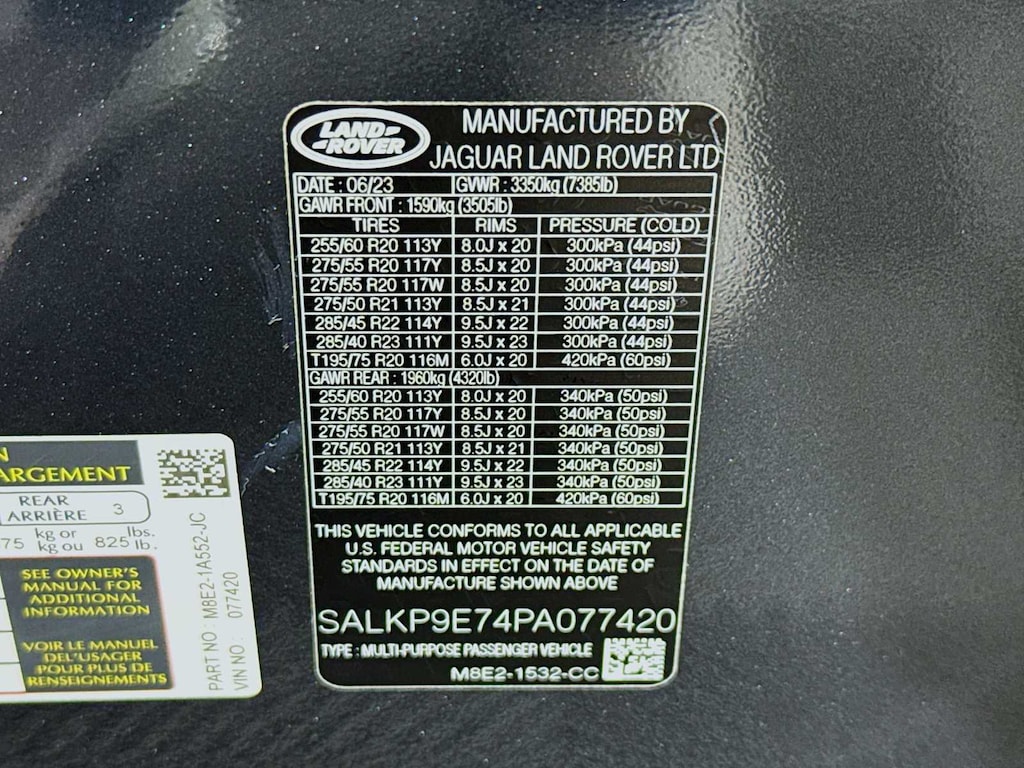 LAND ROVER
MANUFACTURED BY
JAGUAR LAND ROVER LTD
DATE : 06/23 GVWR : 3350kg (7385lb)
GAWR FRONT : 1590kg (3505lb)
TIRES RIMS PRESSURE (COLD)
255/60 R20 113Y 8.0J x 20 300kPa (44psi)
275/55 R20 117Y 8.5J x 20 300kPa (44psi)
275/55 R20 117W 8.5J x 20 300kPa (44psi)
275/50 R21 113Y 8.5J x 21 300kPa (44psi)
285/45 R22 114Y 9.5J x 22 300kPa (44psi)
285/40 R23 111Y 9.5J x 23 300kPa (44psi)
T195/75 R20 116M 6.0J x 20 420kPa (60psi)
GAWR REAR : 1960kg (4320lb)
255/60 R20 113Y 8.0J x 20 340kPa (50psi)
275/55 R20 117Y 8.5J x 20 340kPa (50psi)
275/55 R20 117W 8.5J x 20 340kPa (50psi)
275/50 R21 113Y 8.5J x 21 340kPa (50psi)
285/45 R22 114Y 9.5J x 22 340kPa (50psi)
285/40 R23 111Y 9.5J x 23 340kPa (50psi)
T195/75 R20 116M 6.0J x 20 420kPa (60psi)
THIS VEHICLE CONFORMS TO ALL APPLICABLE
U.S. FEDERAL MOTOR VEHICLE SAFETY
STANDARDS IN EFFECT ON THE DATE OF
MANUFACTURE SHOWN ABOVE
SALKP9E74PA077420
TYPE : MULTI-PURPOSE PASSENGER VEHICLE
M8E2-1532-CC
N
ARGEMENT
REAR
ARRIÈRE 3
75 kg or kg ou 825 lbs. lb.
SEE OWNER'S
MANUAL FOR
ADDITIONAL
INFORMATION
VOIR LE MANUEL
DEL'USAGER
POUR PLUS DE
RENSEIGNEMENTS
PART NO : M8E2-1A552-JC
VIN NO : 077420